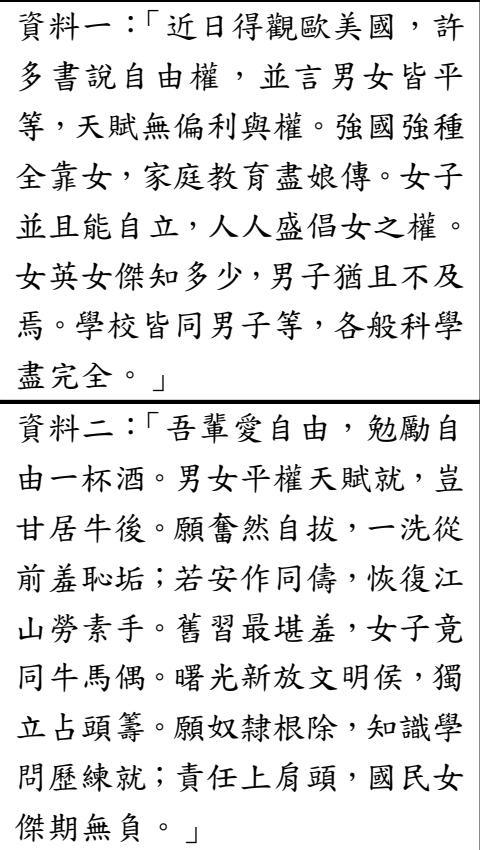 資料一：「近日得觀歐美國，許
多書說自由權，並言男女皆平
等，天賦無偏利與權。強國強種
全靠女，家庭教育盡娘傳。女子
並且能自立，人人盛倡女之權。
女英女傑知多少，男子猶且不及
焉。學校皆同男子等，各般科學
盡完全。」
資料二：「吾輩愛自由，勉勵自
由一杯酒。男女平權天賦就，豈
甘居牛後。願奮然自拔，一洗從
前羞恥垢；若安作同儔，恢復江
山勞素手。舊習最堪羞，女子竟
同牛馬偶。曙光新放文明侯，獨
立占頭籌。願奴隸根除，知識學
問歷練就；責任上肩頭，國民女
傑期無負。」